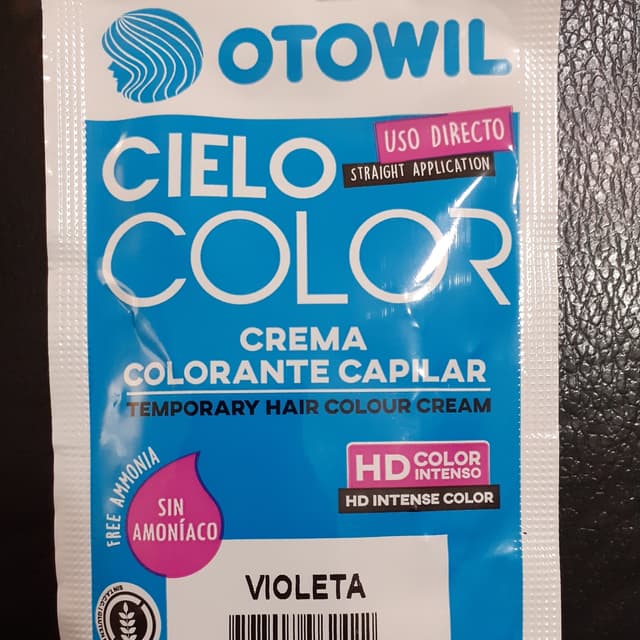 OTOWIL
USO DIRECTO
STRAIGHT APPLICATION
CIELO
COLOR
CREMA
COLORANTE CAPILAR
TEMPORARY HAIR COLOUR CREAM
FREE AMMONIA
SIN
AMONÍACO
HD COLOR
INTENSO
HD INTENSE COLOR
VIOLETA